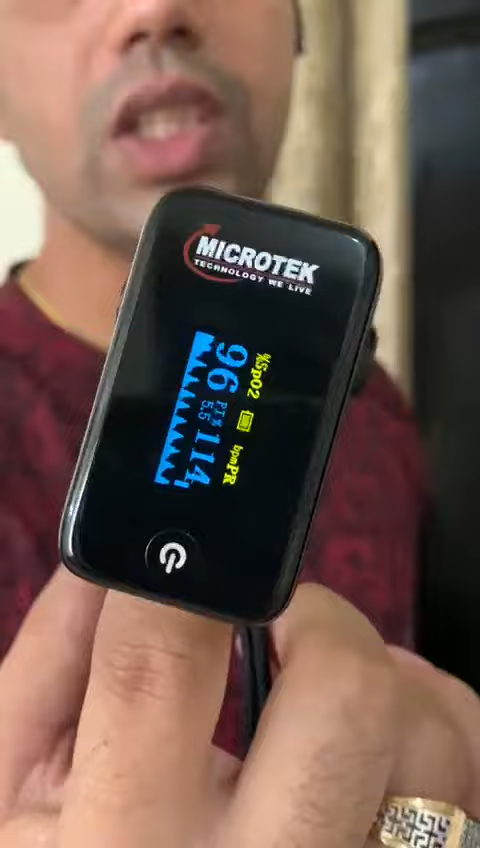 MICROTEK
TECHNOLOGY WE LIVE
%SpO2 bpmPR
96 114
PI%
5.5